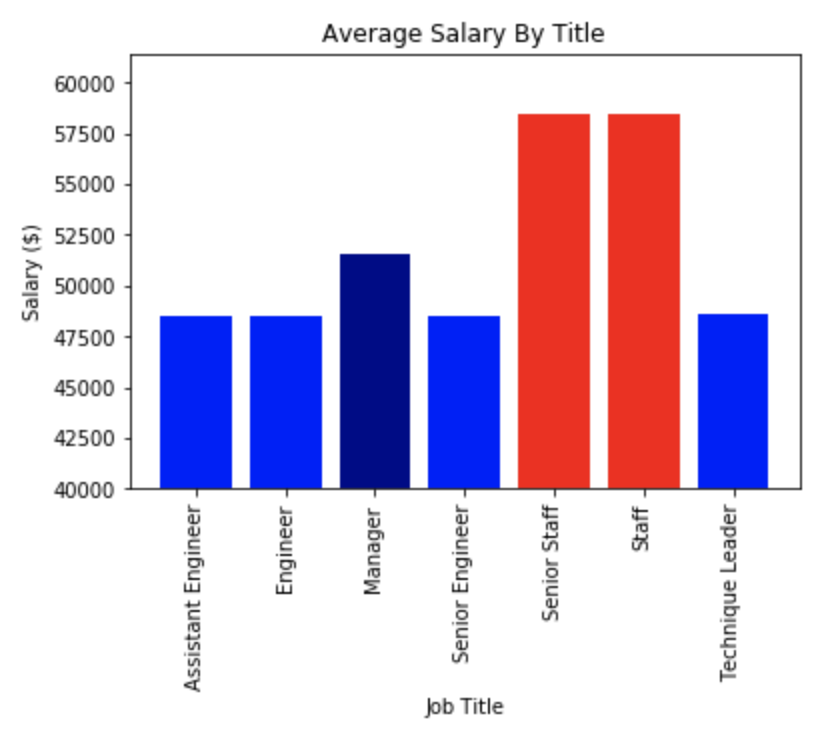 Average Salary By Title
Salary ($)
60000
57500
55000
52500
50000
47500
45000
42500
40000
Assistant Engineer
Engineer
Manager
Senior Engineer
Senior Staff
Staff
Technique Leader
Job Title